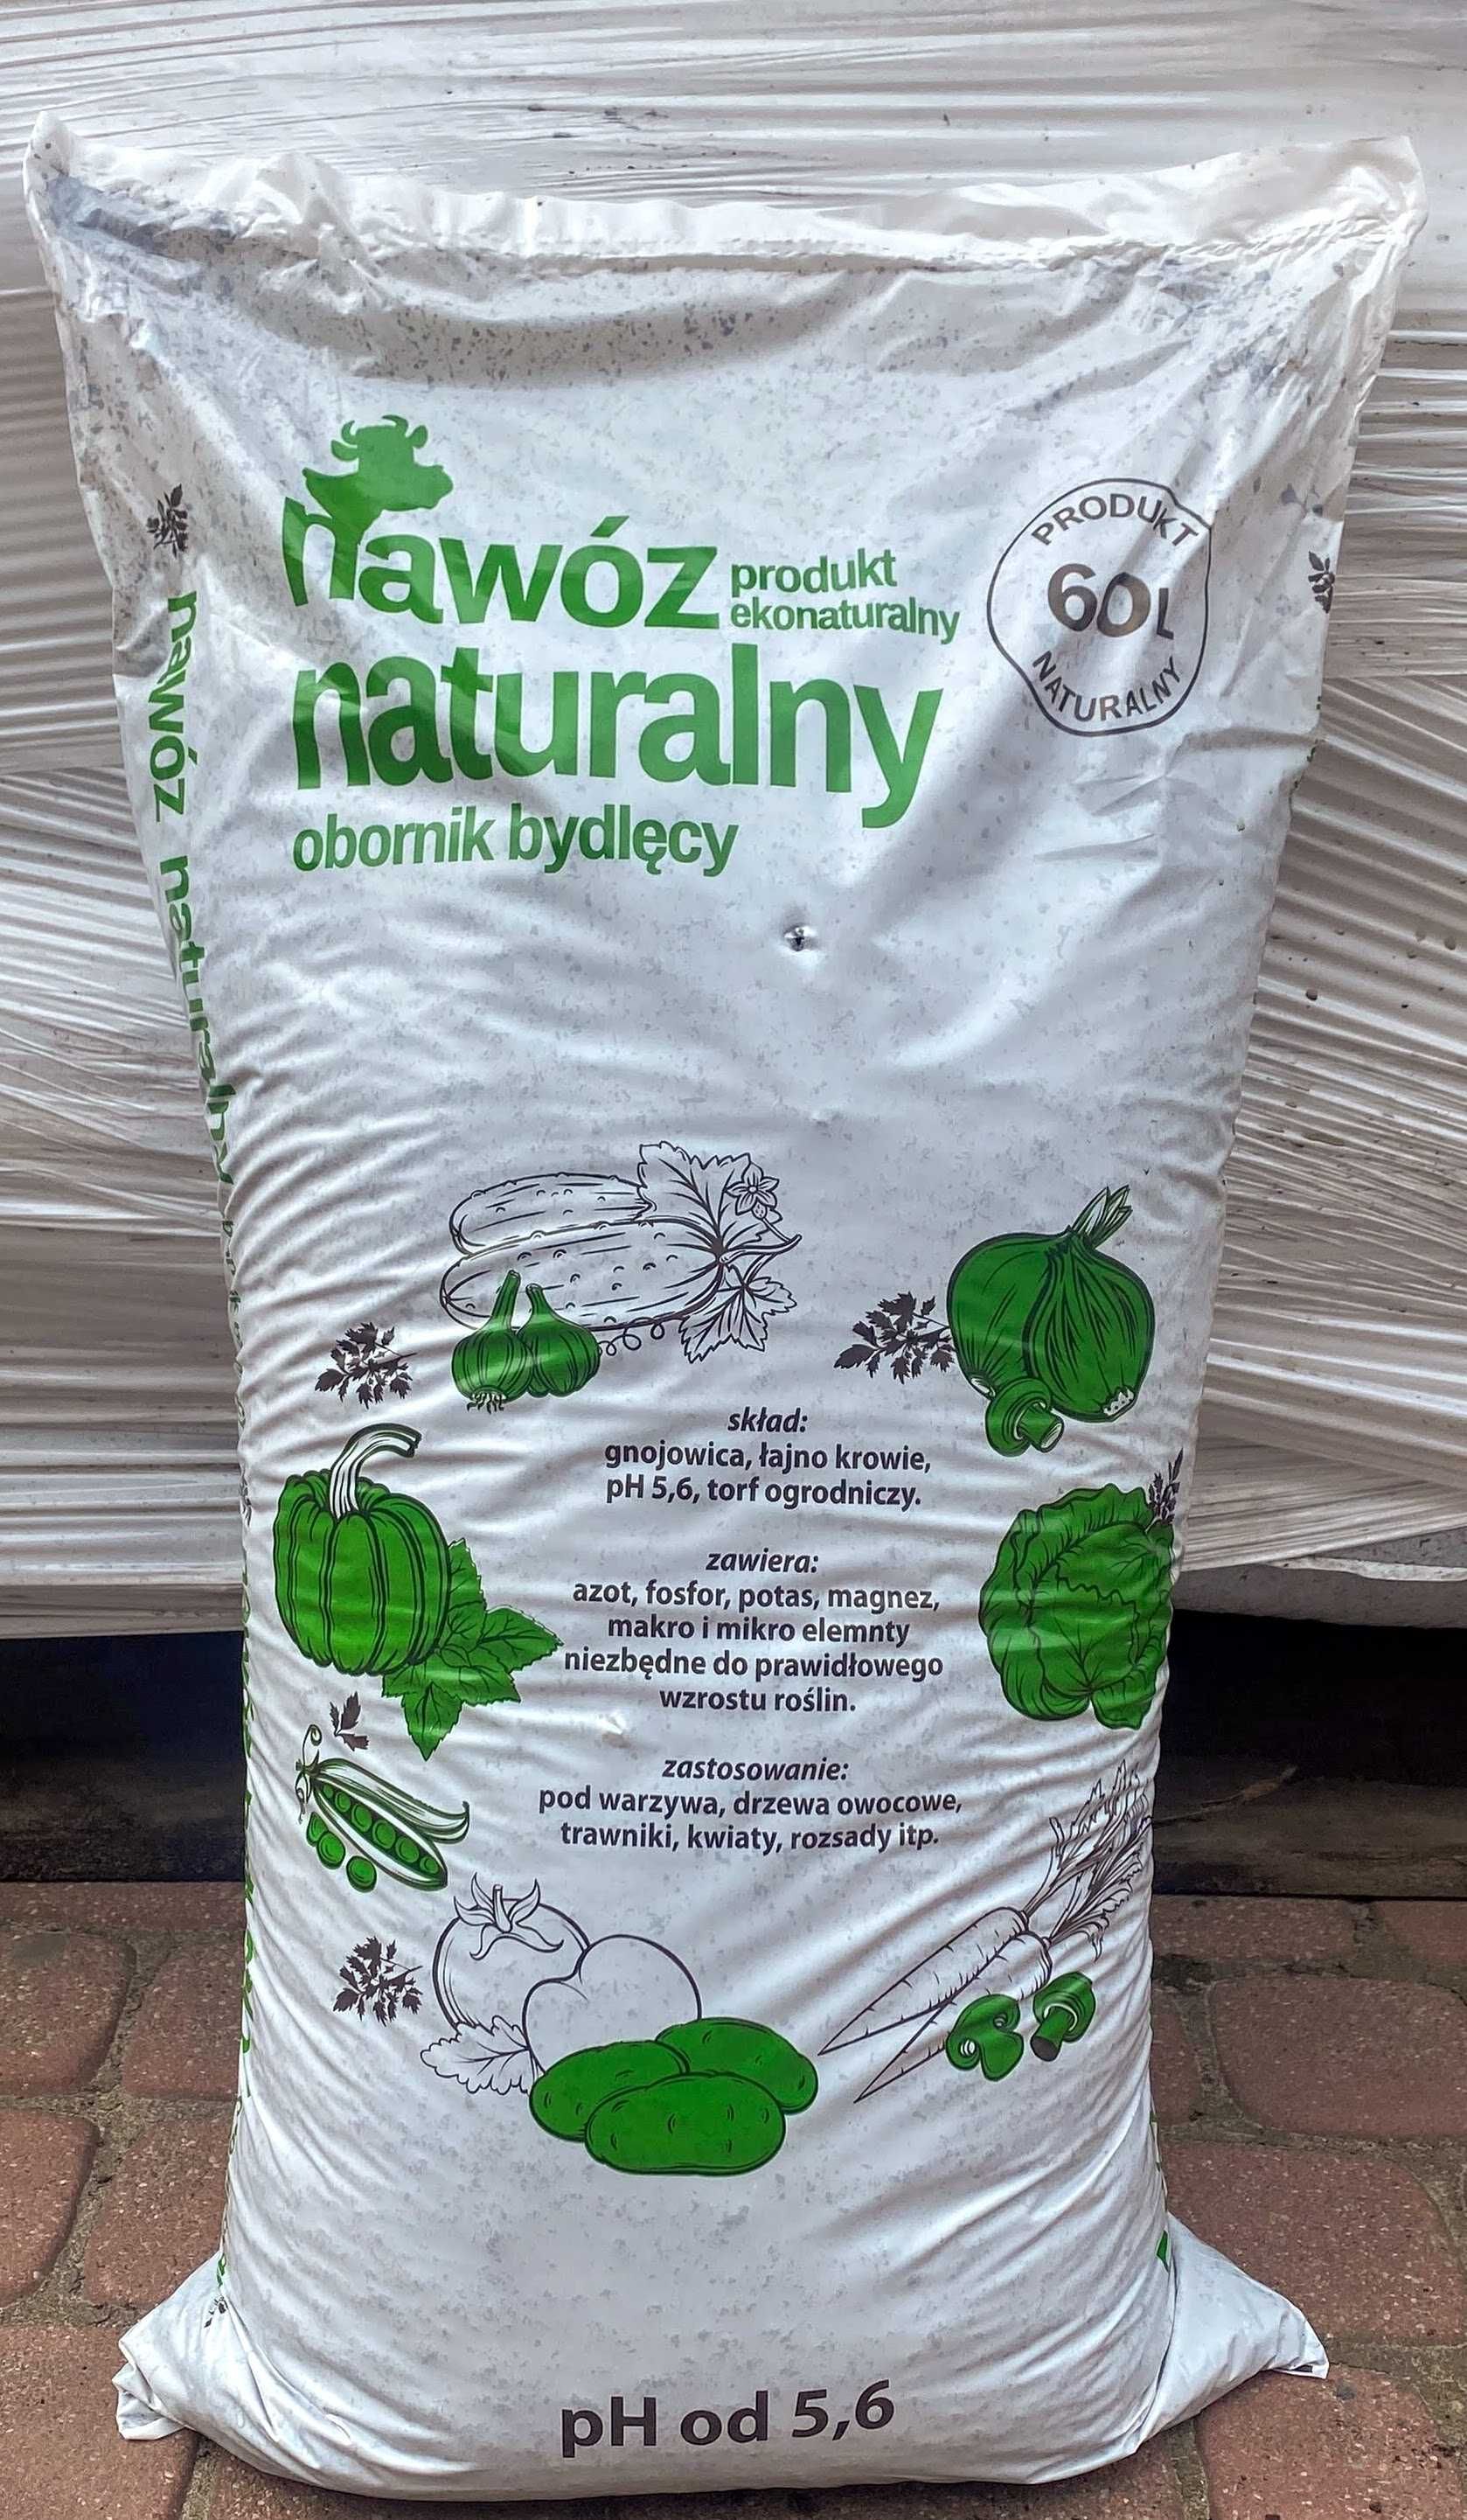 nawóz
produkt
ekonaturalny
naturalny
obornik bydlęcy
PRODUKT
60L
NATURALNY
nawóz naturalny
skład:
gnojowica, łajno krowie,
pH 5,6, torf ogrodniczy.
zawiera:
azot, fosfor, potas, magnez,
makro i mikro elemnty
niezbędne do prawidłowego
wzrostu roślin.
zastosowanie:
pod warzywa, drzewa owocowe,
trawniki, kwiaty, rozsady itp.
pH od 5,6